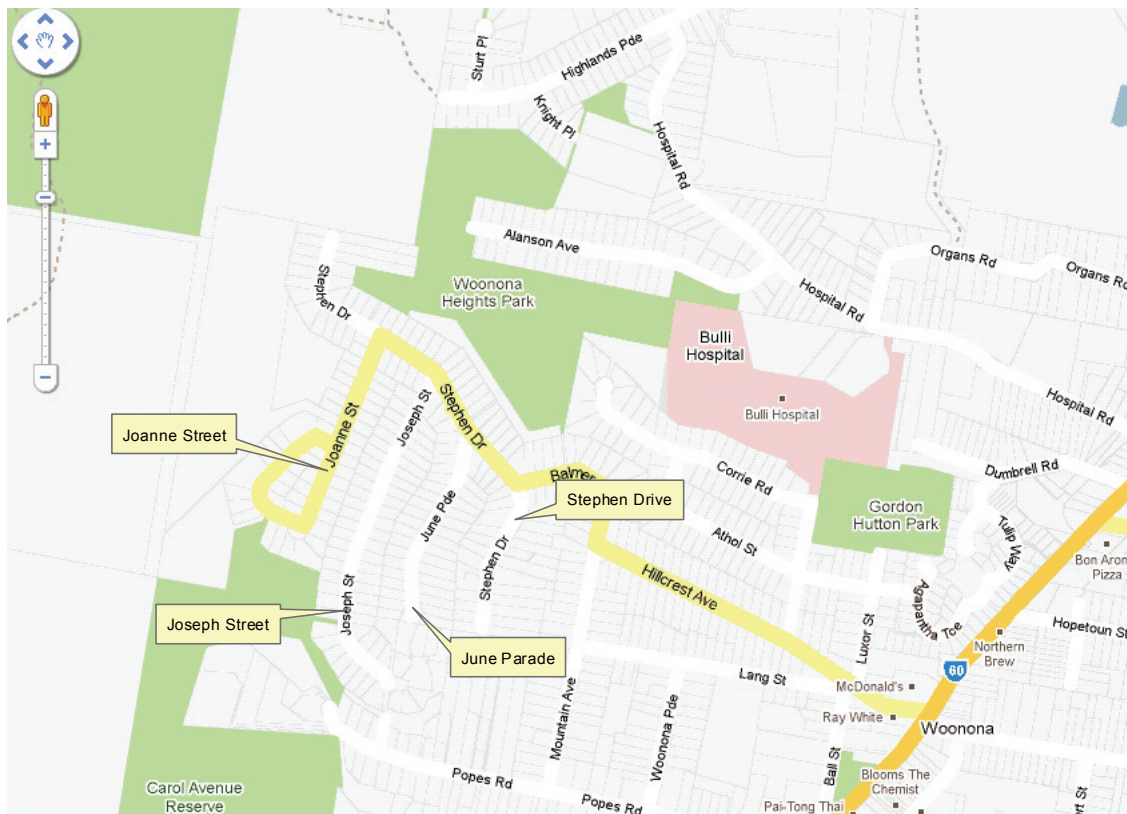 Sturt Pl
Highlands Pde
Knight Pl
Hospital Rd
Alanson Ave
Organs Rd
Organs Rd
Stephen Dr
Woonona
Heights Park
Hospital Rd
Bulli
Hospital
Bulli Hospital
Hospital Rd
Joanne Street
Joanne St
Joseph St
Stephen Dr
Balmer
Corrie Rd
Dumbrell Rd
Stephen Drive
Gordon
Hutton Park
June Pde
Athol St
Tulip Way
Bon Aron
Pizza
Stephen Dr
Hillcrest Ave
Agapantha Tce
Joseph Street
Joseph St
June Parade
Luxor St
Hopetoun St
Northern
Brew
60
Lang St
McDonald's
Mountain Ave
Woonona Pde
Ray White
Woonona
Ball St
Popes Rd
Popes Rd
Carol Avenue
Reserve
Blooms The
Chemist
Pai-Tong Thai
rt St